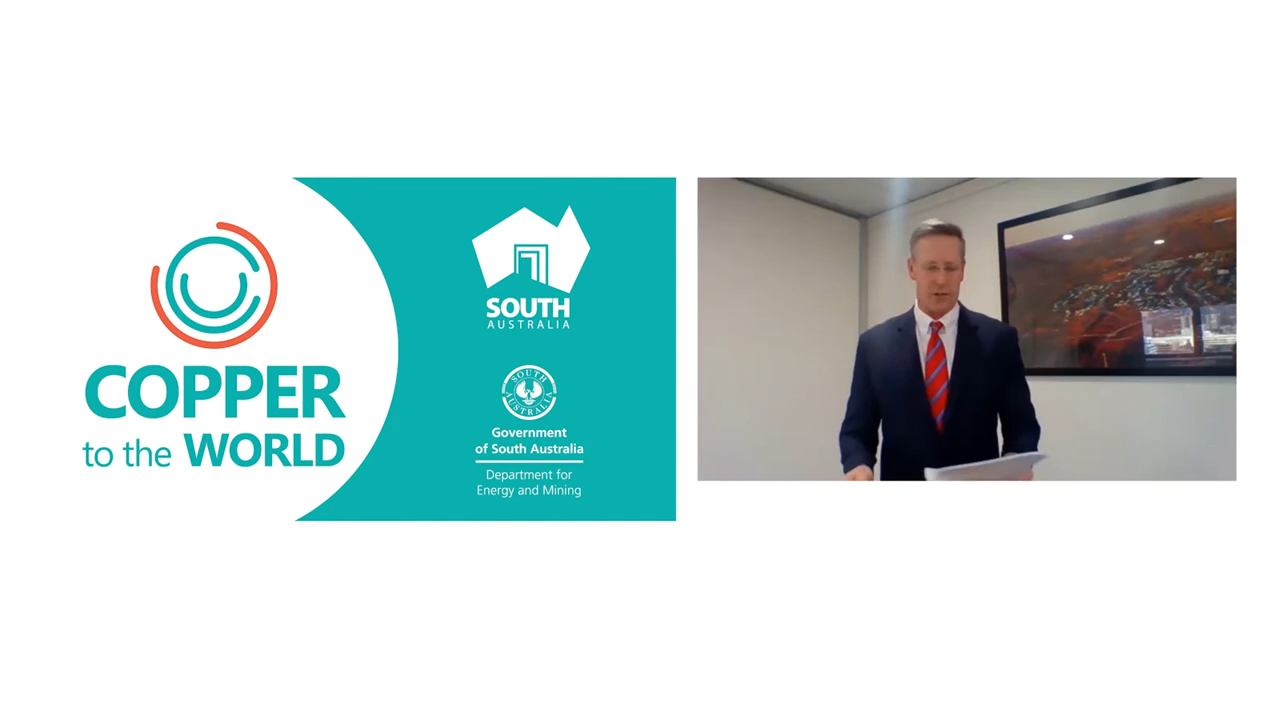 COPPER
to the WORLD
SOUTH
AUSTRALIA
SOUTH
AUSTRALIA
Government
of South Australia
Department for
Energy and Mining